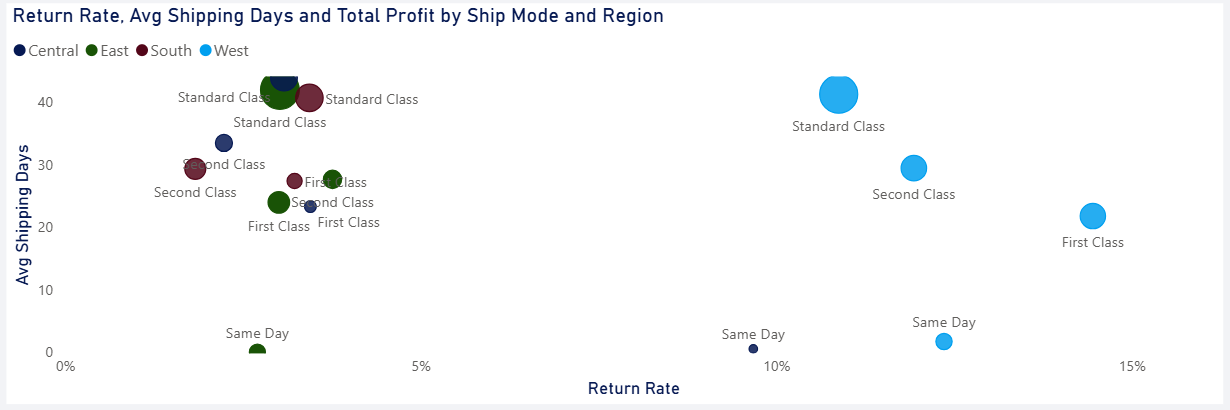 Return Rate, Avg Shipping Days and Total Profit by Ship Mode and Region
Central East South West
Avg Shipping Days
40
30
20
10
0
Standard Class
Standard Class
Standard Class
Standard Class
Second Class
Second Class
First Class
Second Class
Second Class
First Class
First Class
First Class
Same Day
Same Day
Same Day
0% 5% 10% 15%
Return Rate